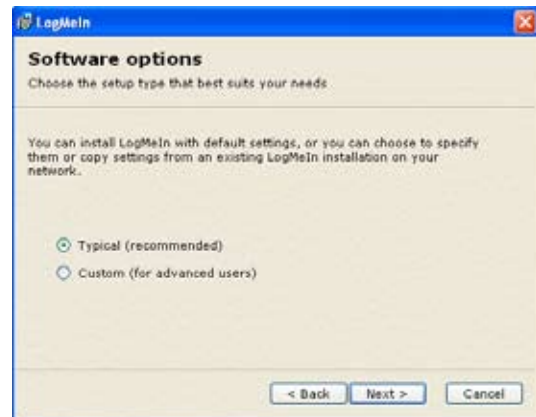 LogMeIn
Software options
Choose the setup type that best suits your needs
You can install LogMeIn with default settings, or you can choose to specify
them or copy settings from an existing LogMeIn installation on your
network.
Typical (recommended)
Custom (for advanced users)
< Back Next > Cancel